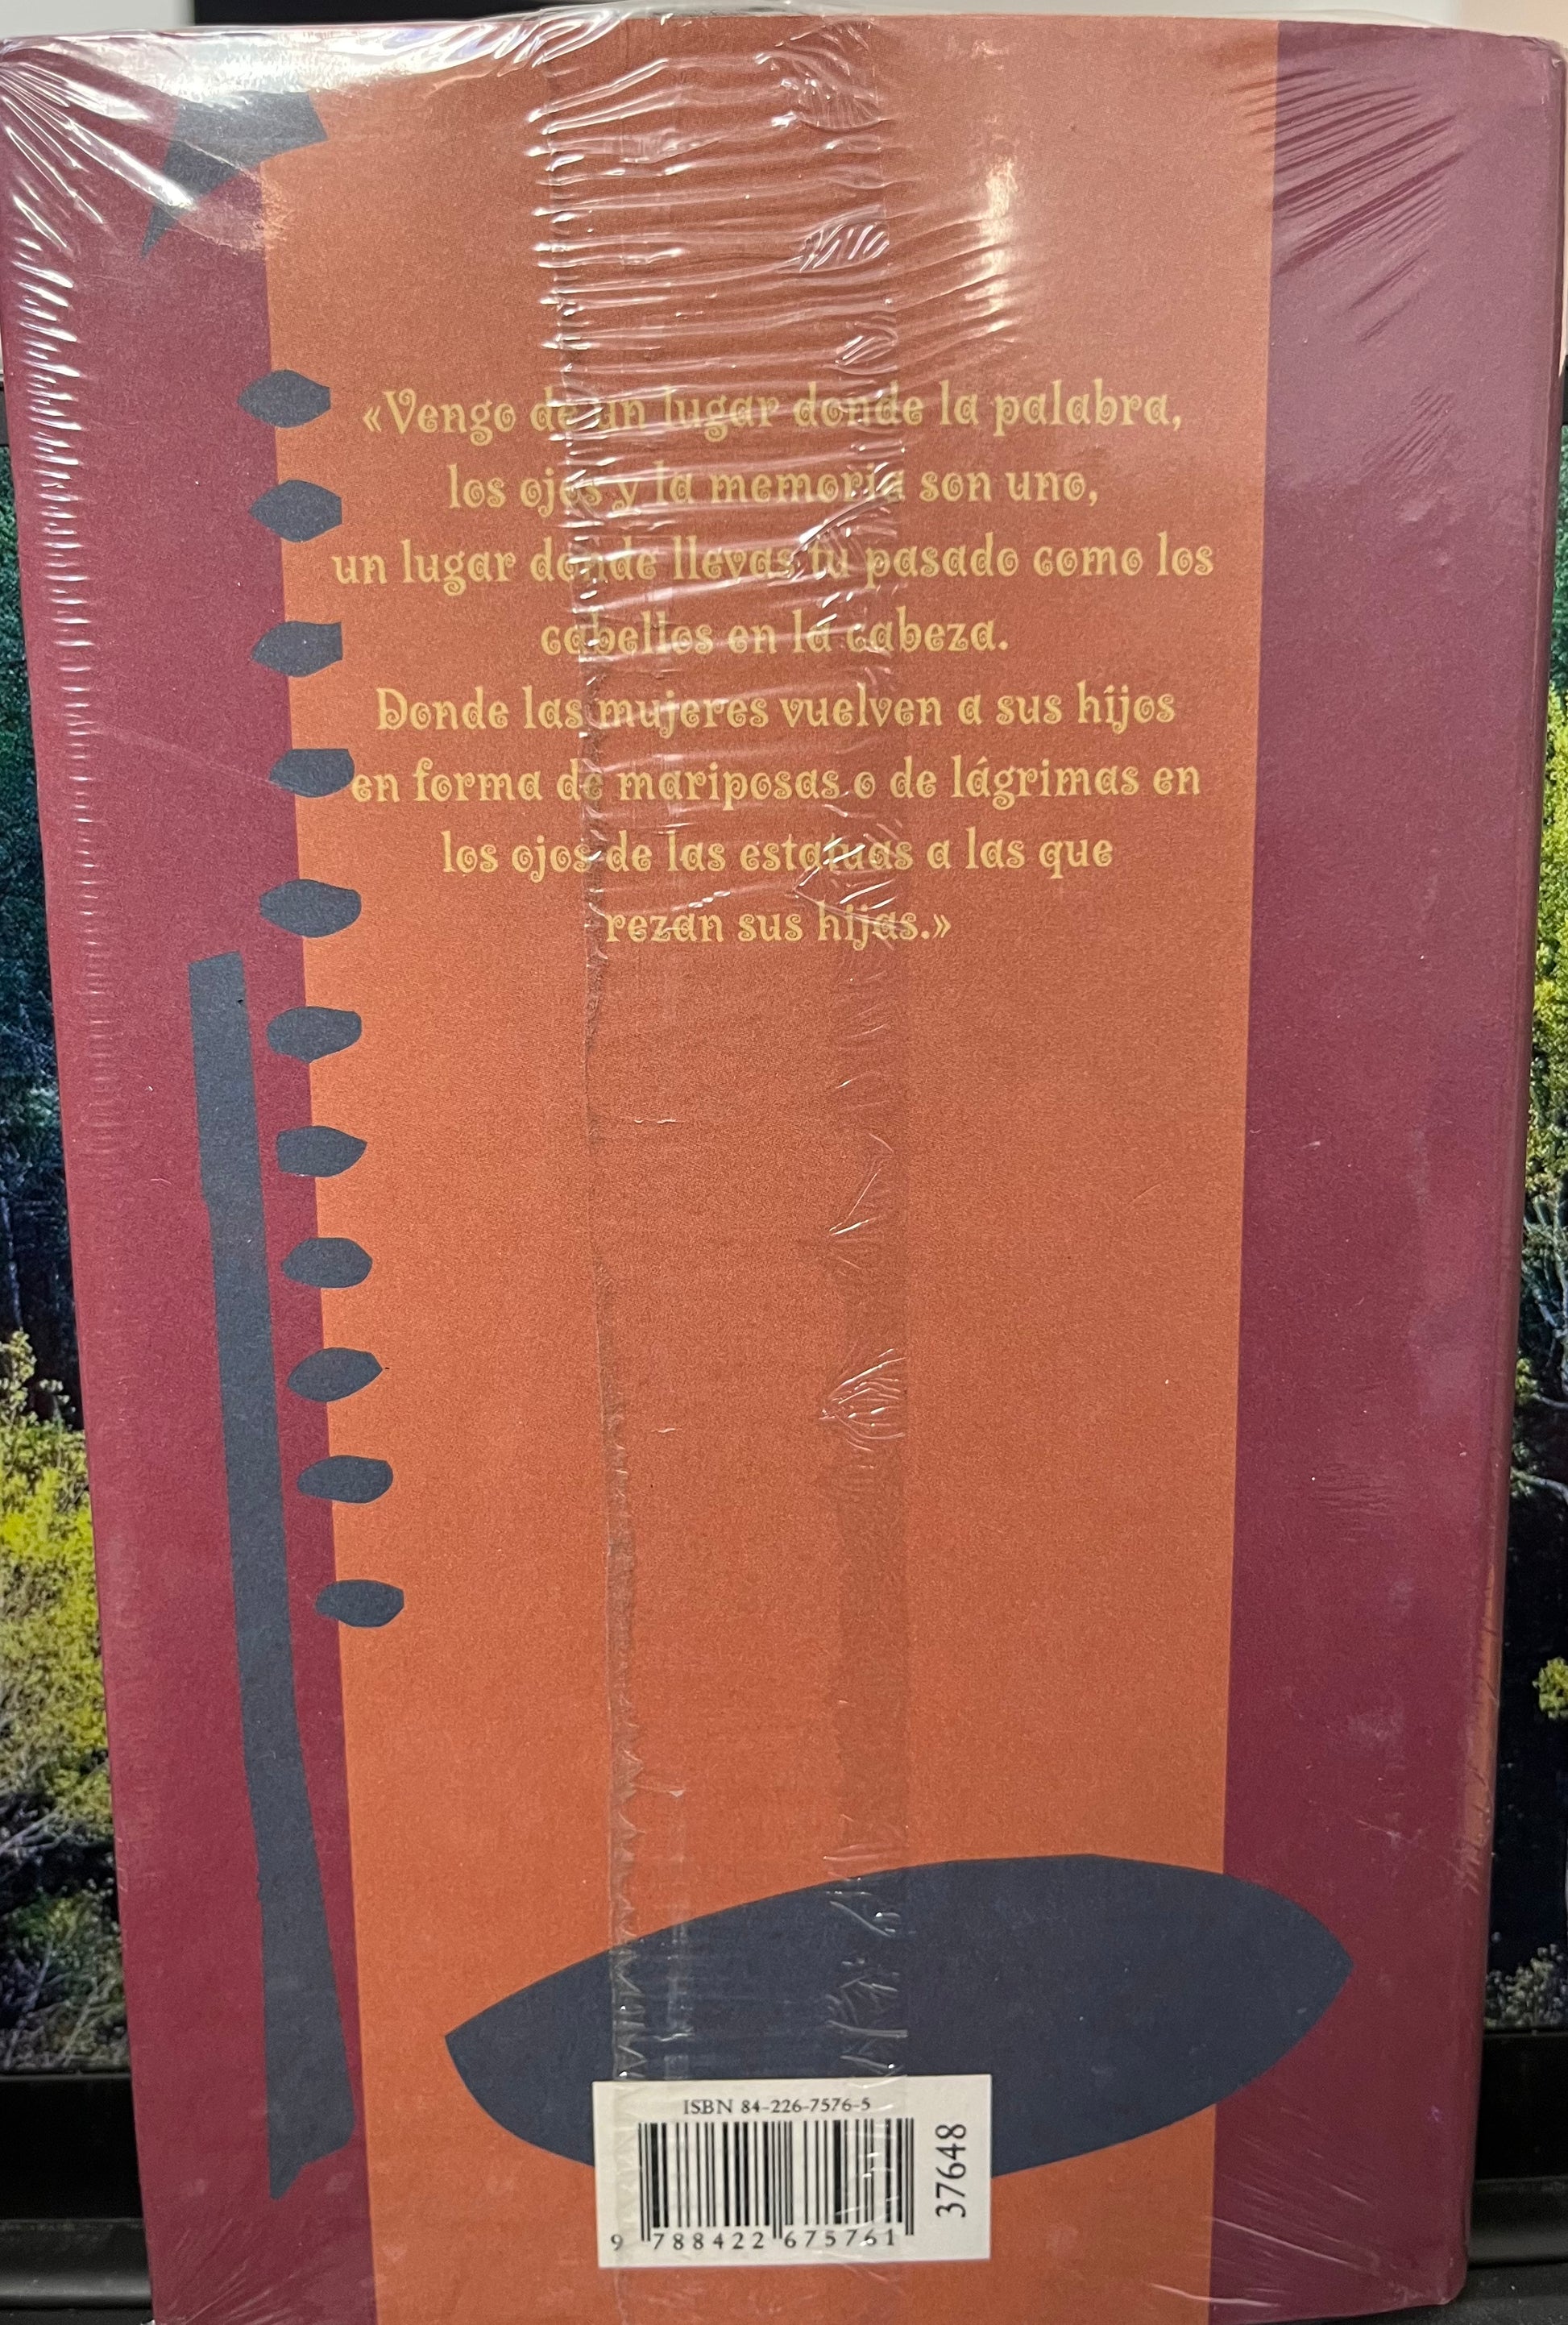 «Vengo de un lugar donde la palabra,
los ojos y la memoria son uno,
un lugar donde llevas tu pasado como los
cabellos en la cabeza.
Donde las mujeres vuelven a sus hijos
en forma de mariposas o de lágrimas en
los ojos de las estatuas a las que
rezan sus hijas.»
ISBN 84-226-7576-5
37648
9 788422 675761